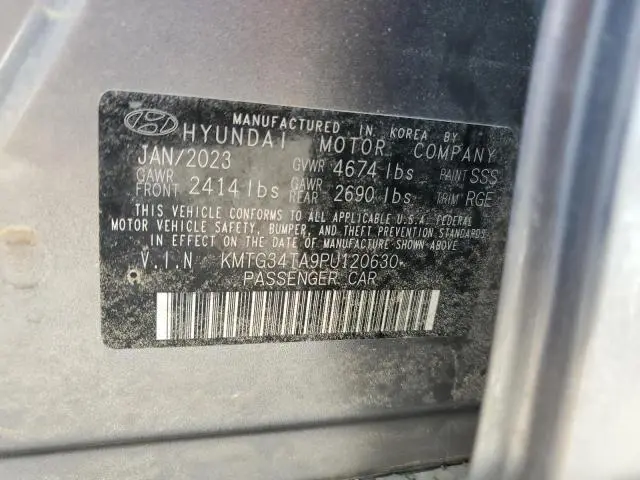 MANUFACTURED IN KOREA BY
HYUNDAI MOTOR COMPANY
JAN/2023 GVWR 4674 lbs PAINT SSS
GAWR FRONT 2414 lbs GAWR REAR 2690 lbs TRIM RGE
THIS VEHICLE CONFORMS TO ALL APPLICABLE U.S.A. FEDERAL
MOTOR VEHICLE SAFETY, BUMPER, AND THEFT PREVENTION
STANDARDS IN EFFECT ON THE DATE OF MANUFACTURE SHOWN ABOVE.
V.I.N KMTG34TA9PU120630
PASSENGER CAR